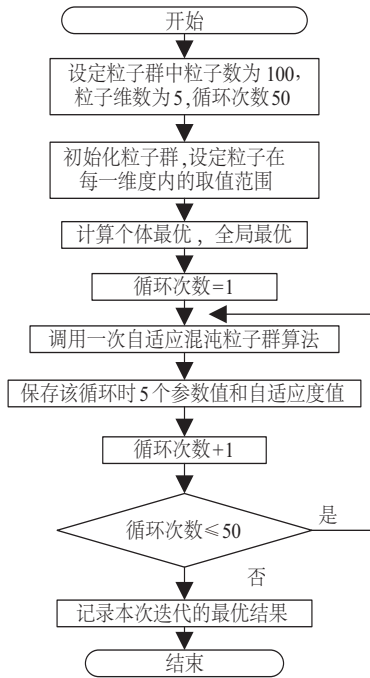 开始
设定粒子群中粒子数为100,
粒子维数为5,循环次数50
初始化粒子群,设定粒子在
每一维度内的取值范围
计算个体最优，全局最优
循环次数=1
调用一次自适应混沌粒子群算法
保存该循环时5个参数值和自适应度值
循环次数+1
循环次数≤50
是
否
记录本次迭代的最优结果
结束